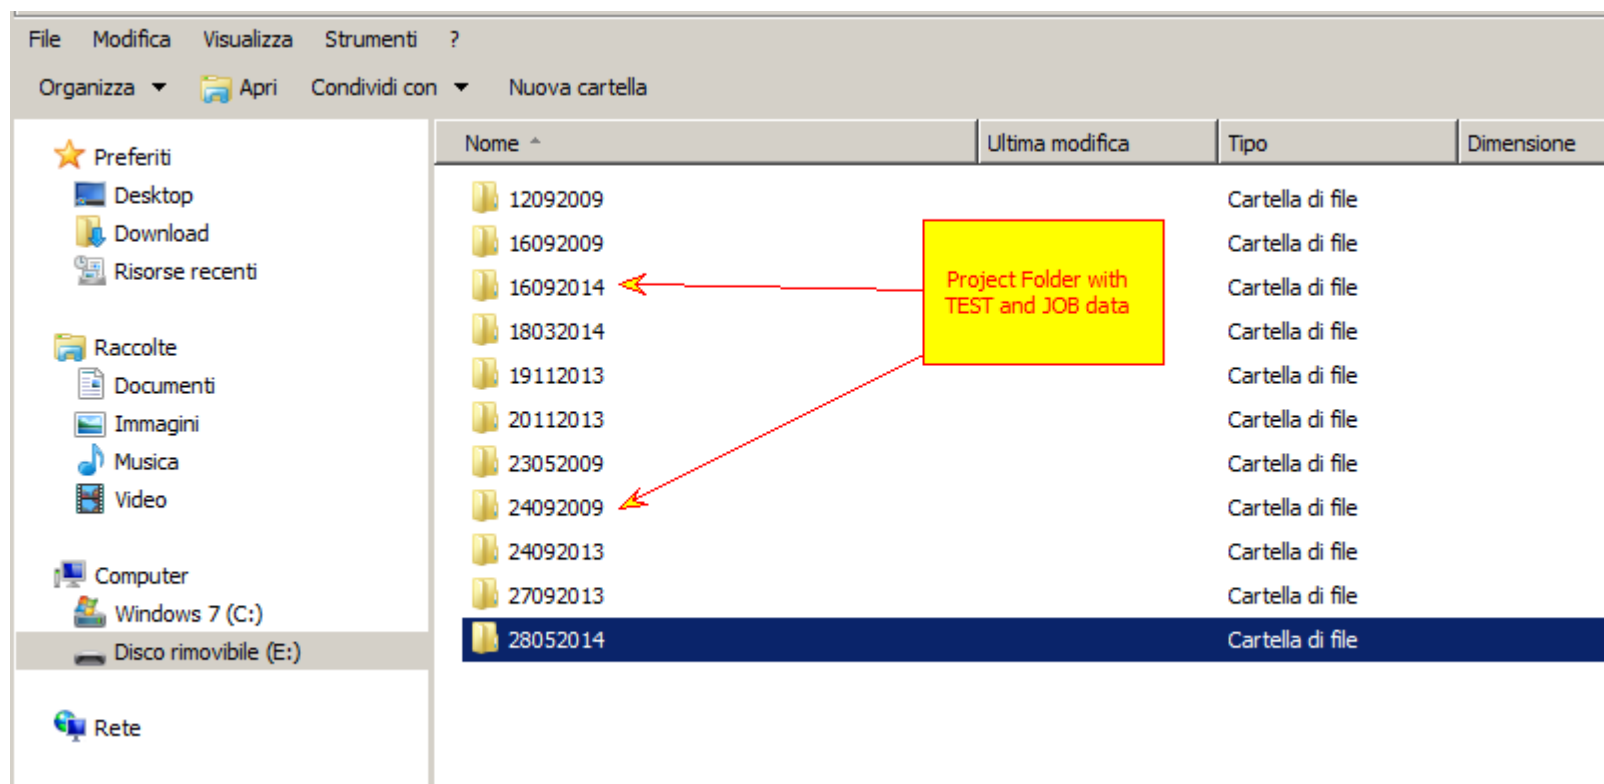 File Modifica Visualizza Strumenti ?
Organizza Apri Condividi con Nuova cartella
Preferiti
Desktop
Download
Risorse recenti
Raccolte
Documenti
Immagini
Musica
Video
Computer
Windows 7 (C:)
Disco rimovibile (E:)
Rete
Nome Ultima modifica Tipo Dimensione
12092009 Cartella di file
16092009 Cartella di file
16092014 Cartella di file
18032014 Cartella di file
19112013 Cartella di file
20112013 Cartella di file
23052009 Cartella di file
24092009 Cartella di file
24092013 Cartella di file
27092013 Cartella di file
28052014 Cartella di file
Project Folder with
TEST and JOB data